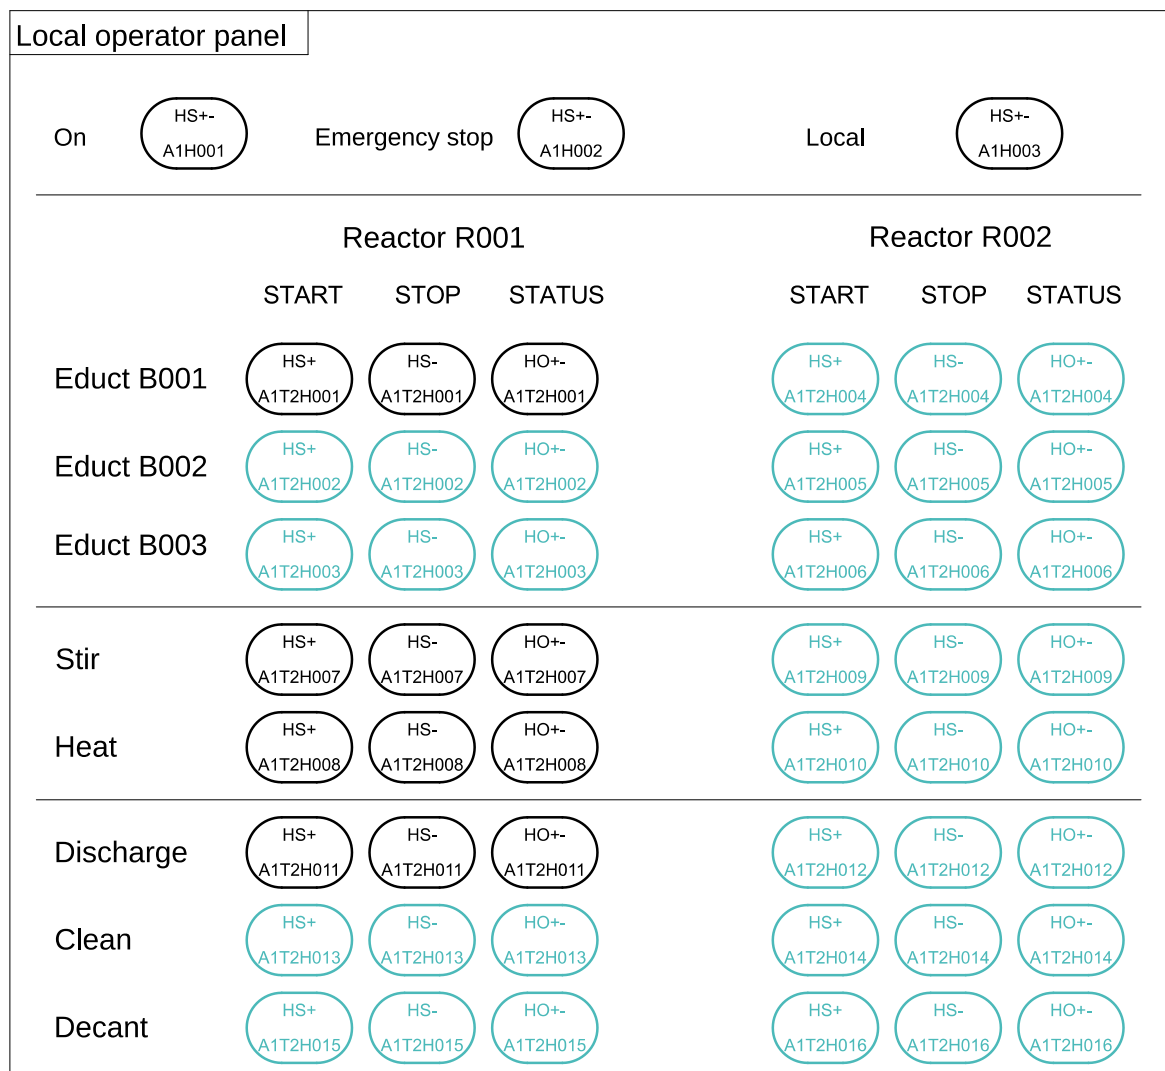 Local operator panel
On HS+- A1H001 Emergency stop HS+- A1H002 Local HS+- A1H003
Reactor R001 Reactor R002
START STOP STATUS START STOP STATUS
HS+ HS- HO+- HS+ HS- HO+-
Educt B001
A1T2H001 A1T2H001 A1T2H001 A1T2H004 A1T2H004 A1T2H004
HS+ HS- HO+- HS+ HS- HO+-
Educt B002
A1T2H002 A1T2H002 A1T2H002 A1T2H005 A1T2H005 A1T2H005
HS+ HS- HO+- HS+ HS- HO+-
Educt B003
A1T2H003 A1T2H003 A1T2H003 A1T2H006 A1T2H006 A1T2H006
HS+ HS- HO+- HS+ HS- HO+-
Stir
A1T2H007 A1T2H007 A1T2H007 A1T2H009 A1T2H009 A1T2H009
HS+ HS- HO+- HS+ HS- HO+-
Heat
A1T2H008 A1T2H008 A1T2H008 A1T2H010 A1T2H010 A1T2H010
HS+ HS- HO+- HS+ HS- HO+-
Discharge
A1T2H011 A1T2H011 A1T2H011 A1T2H012 A1T2H012 A1T2H012
HS+ HS- HO+- HS+ HS- HO+-
Clean
A1T2H013 A1T2H013 A1T2H013 A1T2H014 A1T2H014 A1T2H014
HS+ HS- HO+- HS+ HS- HO+-
Decant
A1T2H015 A1T2H015 A1T2H015 A1T2H016 A1T2H016 A1T2H016